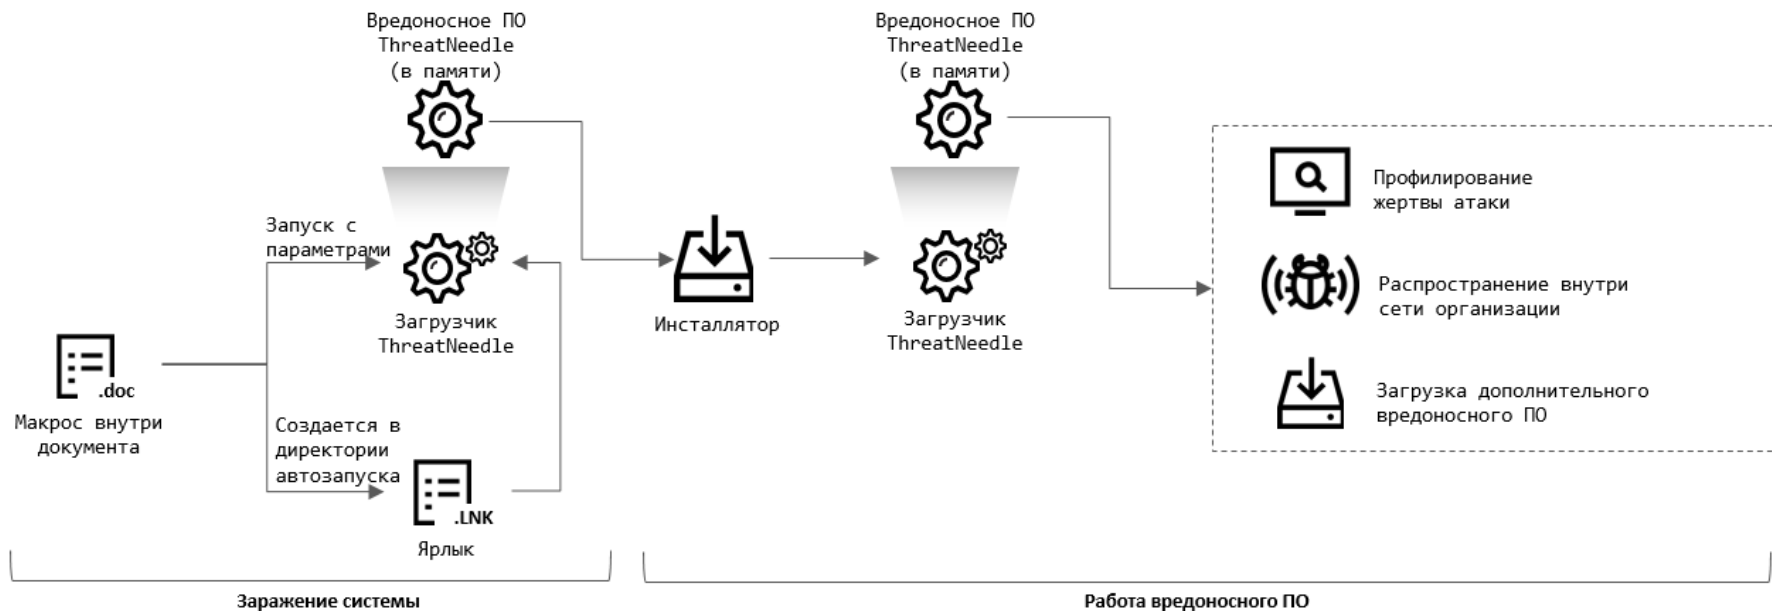 Вредоносное ПО
ThreatNeedle
(в памяти)
Запуск с
параметрами
Загрузчик
ThreatNeedle
.doc
Макрос внутри
документа
Создается в
директории
автозапуска
.LNK
Ярлык
Заражение системы
Инсталлятор
Вредоносное ПО
ThreatNeedle
(в памяти)
Загрузчик
ThreatNeedle
Профилирование
жертвы атаки
Распространение внутри
сети организации
Загрузка дополнительного
вредоносного ПО
Работа вредоносного ПО